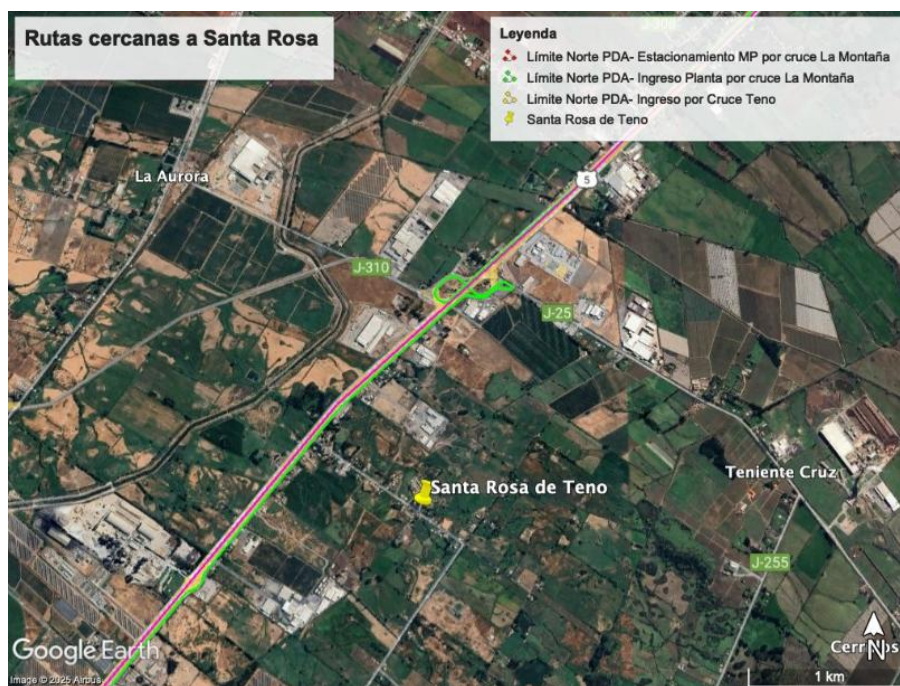 Rutas cercanas a Santa Rosa
Leyenda
Límite Norte PDA- Estacionamiento MP por cruce La Montaña
Límite Norte PDA- Ingreso Planta por cruce La Montaña
Limite Norte PDA- Ingreso por Cruce Teno
Santa Rosa de Teno
La Aurora
5
J-310
J-25
Teniente Cruz
Santa Rosa de Teno
J-255
Google Earth
N
1 km
Image © 2025 Airbus